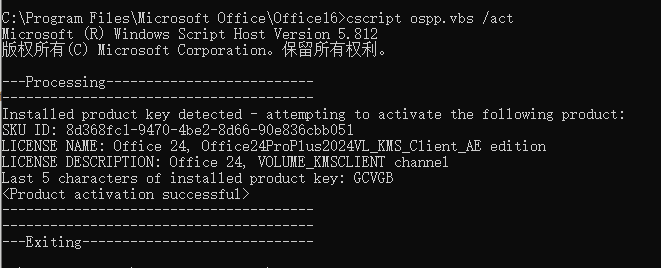 C:\Program Files\Microsoft Office\Office16>cscript ospp.vbs /act
Microsoft (R) Windows Script Host Version 5.812
版权所有(C) Microsoft Corporation。保留所有权利。
---Processing--------------------------
---------------------------------------
Installed product key detected - attempting to activate the following product:
SKU ID: 8d368fc1-9470-4be2-8d66-90e836cbb051
LICENSE NAME: Office 24, Office24ProPlus2024VL_KMS_Client_AE edition
LICENSE DESCRIPTION: Office 24, VOLUME_KMSCLIENT channel
Last 5 characters of installed product key: GCVGB
<Product activation successful>
---------------------------------------
---------------------------------------
---Exiting-----------------------------